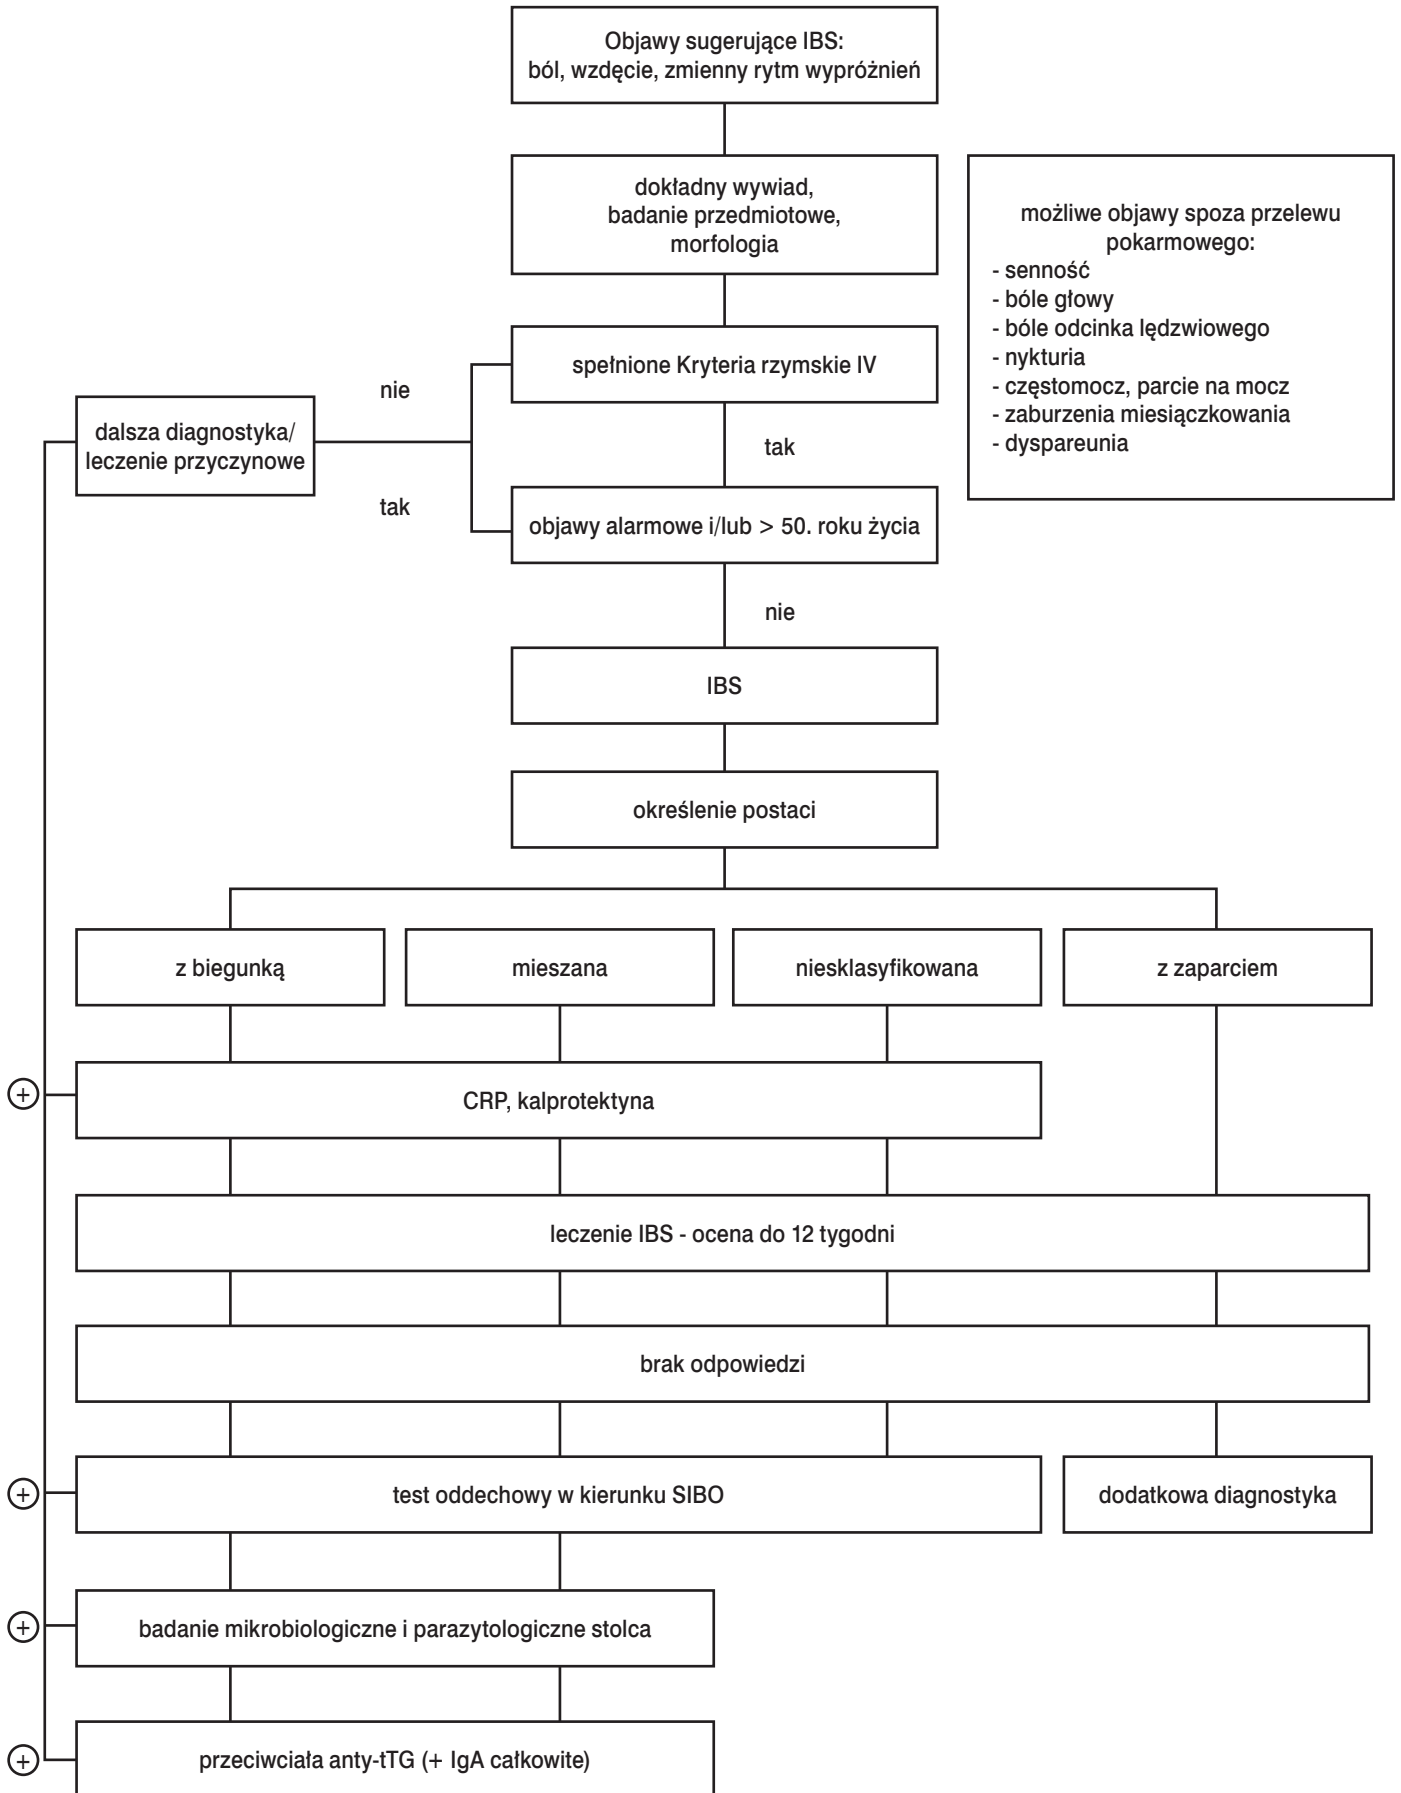 Objawy sugerujące IBS:
ból, wzdęcie, zmienny rytm wypróżnień
dokładny wywiad,
badanie przedmiotowe,
morfologia
możliwe objawy spoza przelewu
pokarmowego:
- senność
- bóle głowy
- bóle odcinka lędzwiowego
- nykturia
- częstomocz, parcie na mocz
- zaburzenia miesiączkowania
- dyspareunia
spełnione Kryteria rzymskie IV
nie
dalsza diagnostyka/
leczenie przyczynowe
tak
tak
objawy alarmowe i/lub > 50. roku życia
nie
IBS
określenie postaci
z biegunką
mieszana
niesklasyfikowana
z zaparciem
+
CRP, kalprotektyna
leczenie IBS - ocena do 12 tygodni
brak odpowiedzi
+
test oddechowy w kierunku SIBO
dodatkowa diagnostyka
+
badanie mikrobiologiczne i parazytologiczne stolca
+
przeciwciała anty-tTG (+ IgA całkowite)